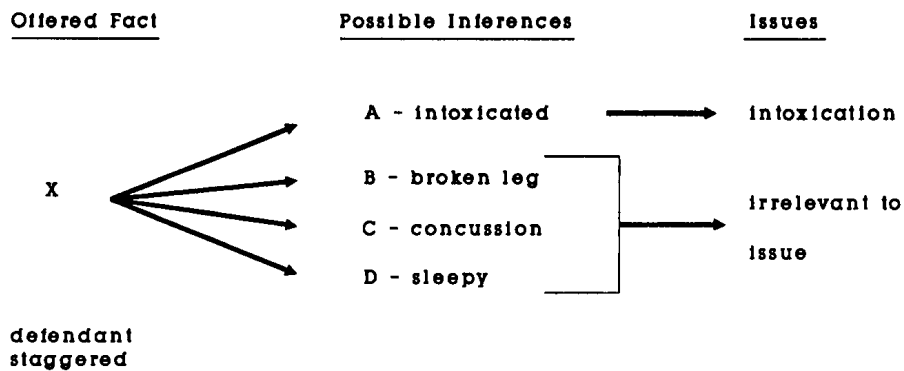 Offered Fact Possible Inferences Issues
A - intoxicated intoxication
X
B - broken leg
C - concussion
D - sleepy
irrelevant to
issue
defendant
staggered